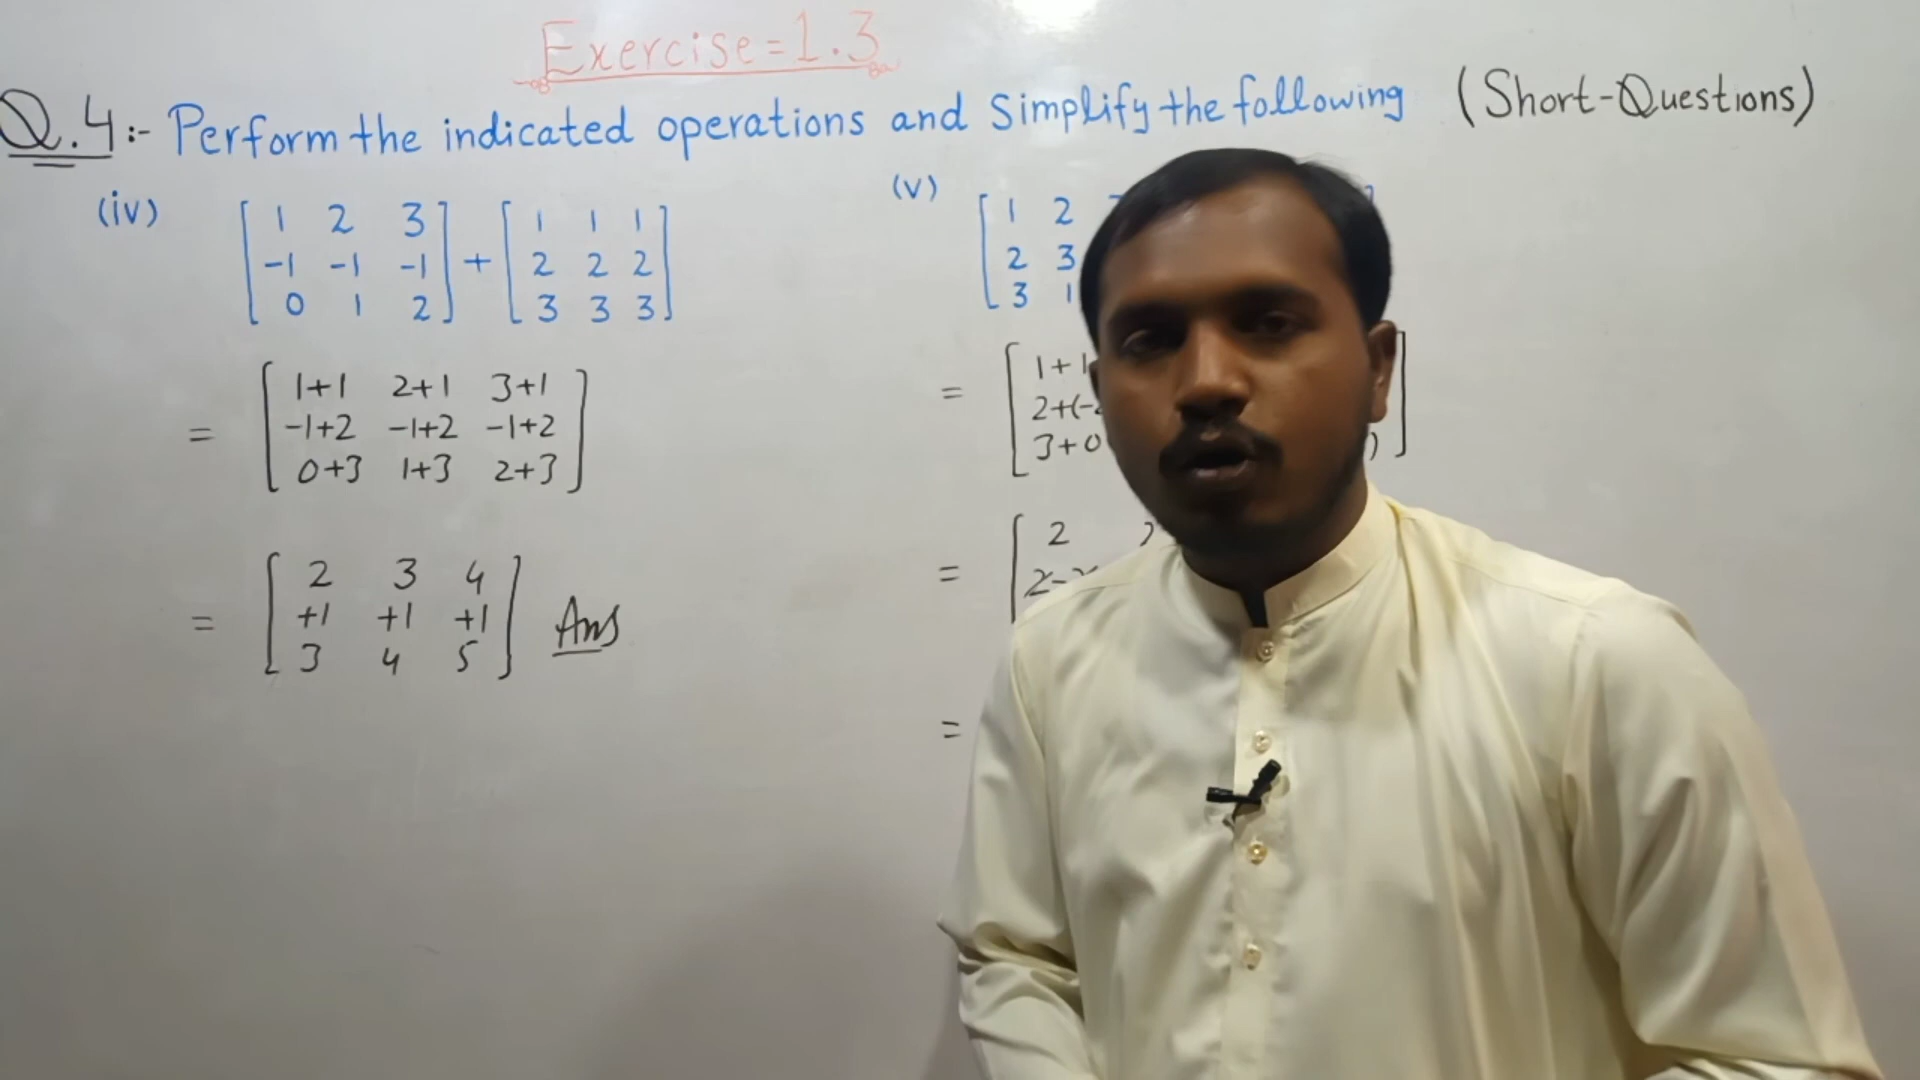 Exercise=1.3
Q.4:- Perform the indicated operations and Simplify the following (Short-Questions)
(iv)
[ 1 2 3 ] [ 1 1 1 ]
[ -1 -1 -1 ] + [ 2 2 2 ]
[ 0 1 2 ] [ 3 3 3 ]
[ 1+1 2+1 3+1 ]
= [ -1+2 -1+2 -1+2 ]
[ 0+3 1+3 2+3 ]
[ 2 3 4 ]
= [ +1 +1 +1 ] Ans
[ 3 4 5 ]
(v)
[ 1 2
2 3
3 1
[ 1+1
= 2+(-
3+0 ) ]
[ 2
=
=